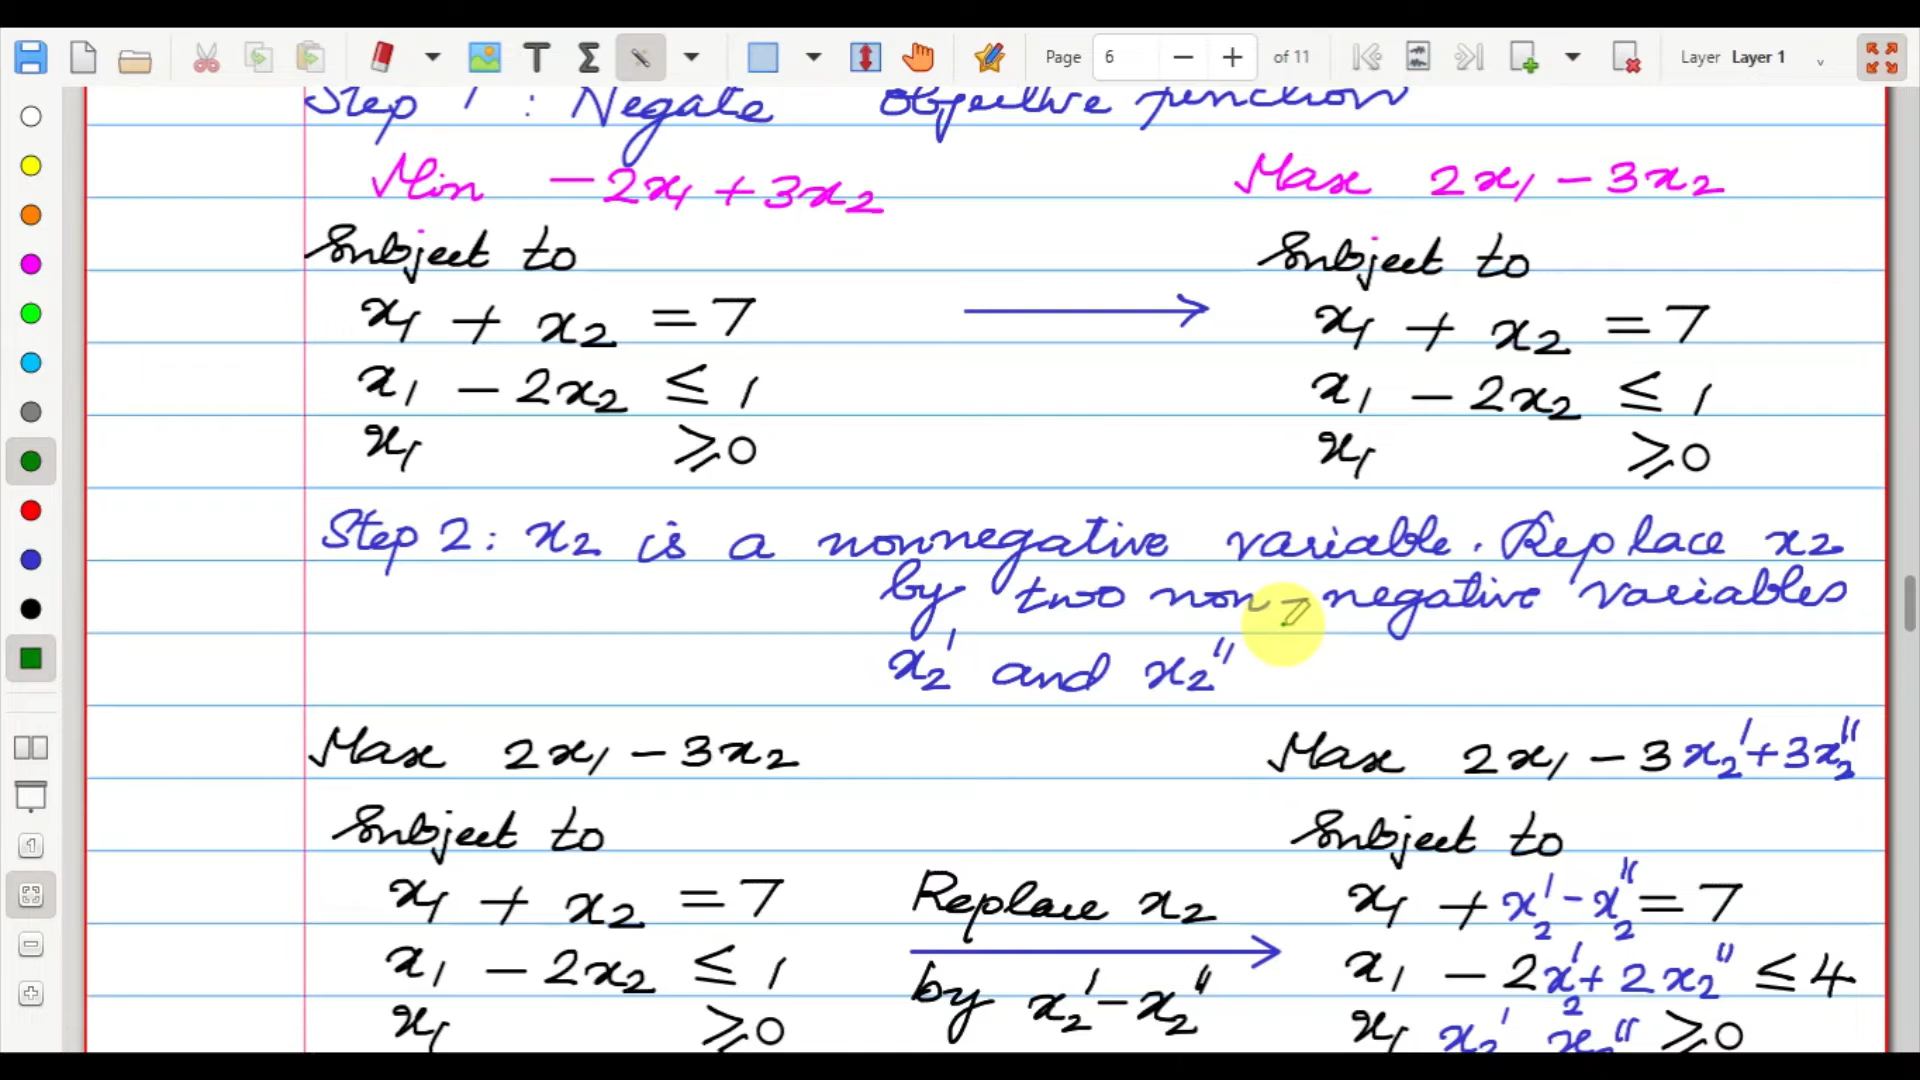 Page 6 of 11 Layer Layer 1
Step 1 : Negate objective function
Min -2x₁ + 3x₂
Max 2x₁ - 3x₂
Subject to
Subject to
x₁ + x₂ = 7
x₁ + x₂ = 7
x₁ - 2x₂ ≤ 1
x₁ - 2x₂ ≤ 1
x₁ ≥ 0
x₁ ≥ 0
Step 2: x₂ is a nonnegative variable. Replace x₂
by two non-negative variables
x₂' and x₂''
Max 2x₁ - 3x₂
Max 2x₁ - 3x₂' + 3x₂''
Subject to
Subject to
x₁ + x₂ = 7
Replace x₂
x₁ + x₂' - x₂'' = 7
x₁ - 2x₂ ≤ 1
by x₂' - x₂''
x₁ - 2x₂' + 2x₂'' ≤ 4
x₁ ≥ 0
x₁ x₂' x₂'' ≥ 0